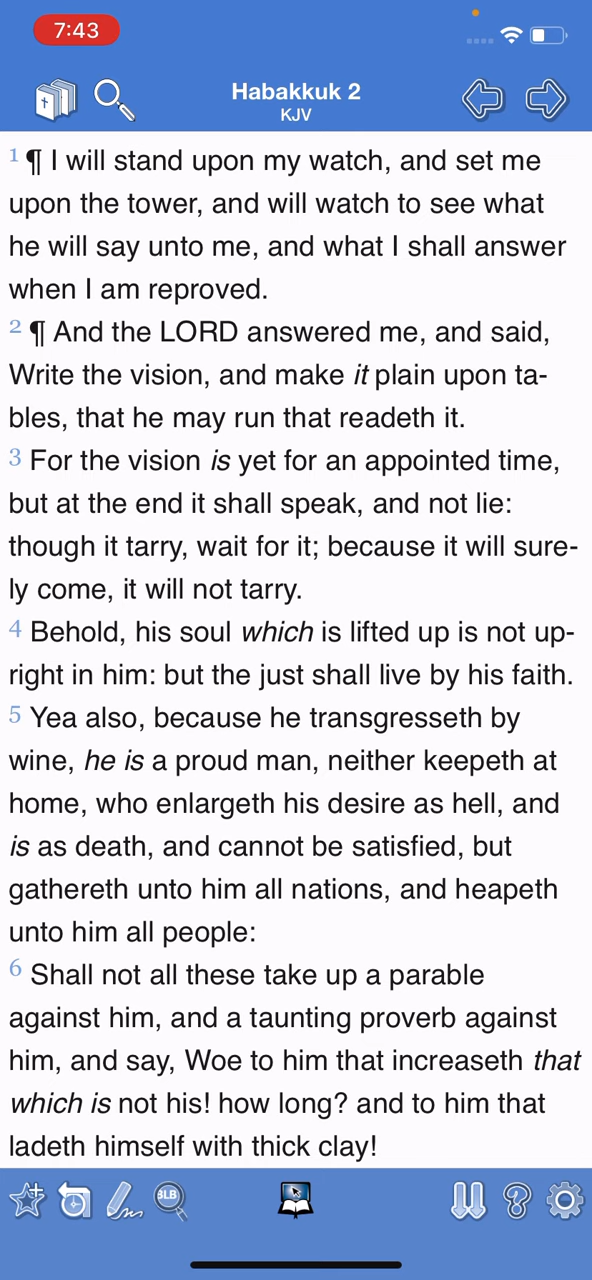 7:43
Habakkuk 2
KJV
1 ¶ I will stand upon my watch, and set me
upon the tower, and will watch to see what
he will say unto me, and what I shall answer
when I am reproved.
2 ¶ And the LORD answered me, and said,
Write the vision, and make it plain upon ta-
bles, that he may run that readeth it.
3 For the vision is yet for an appointed time,
but at the end it shall speak, and not lie:
though it tarry, wait for it; because it will sure-
ly come, it will not tarry.
4 Behold, his soul which is lifted up is not up-
right in him: but the just shall live by his faith.
5 Yea also, because he transgresseth by
wine, he is a proud man, neither keepeth at
home, who enlargeth his desire as hell, and
is as death, and cannot be satisfied, but
gathereth unto him all nations, and heapeth
unto him all people:
6 Shall not all these take up a parable
against him, and a taunting proverb against
him, and say, Woe to him that increaseth that
which is not his! how long? and to him that
ladeth himself with thick clay!
BLB